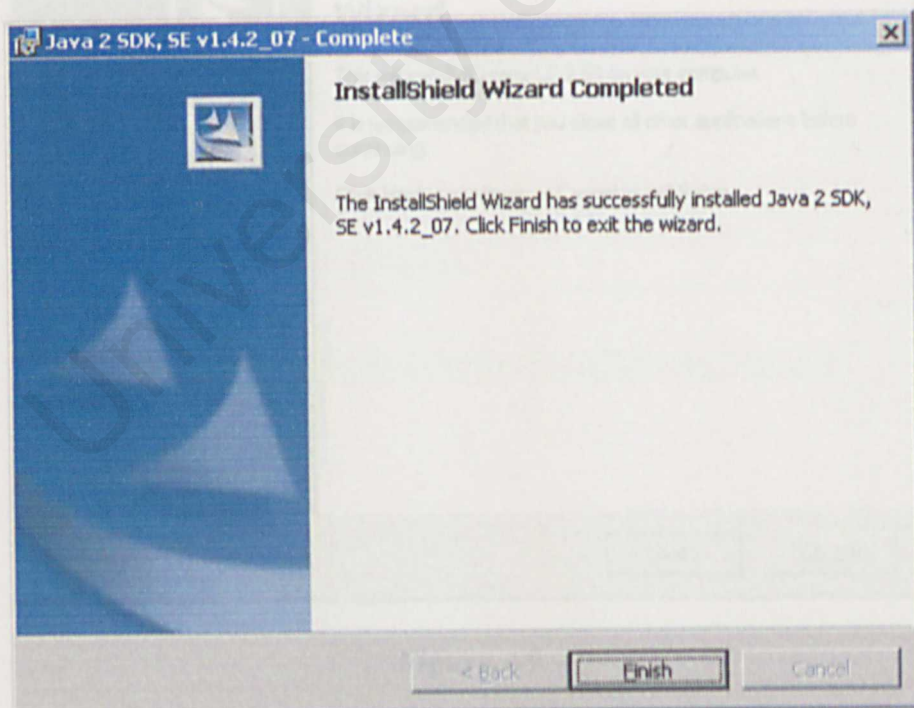 Java 2 SDK, SE v1.4.2_07 - Complete
InstallShield Wizard Completed
The InstallShield Wizard has successfully installed Java 2 SDK,
SE v1.4.2_07. Click Finish to exit the wizard.
< Back
Finish
Cancel
University